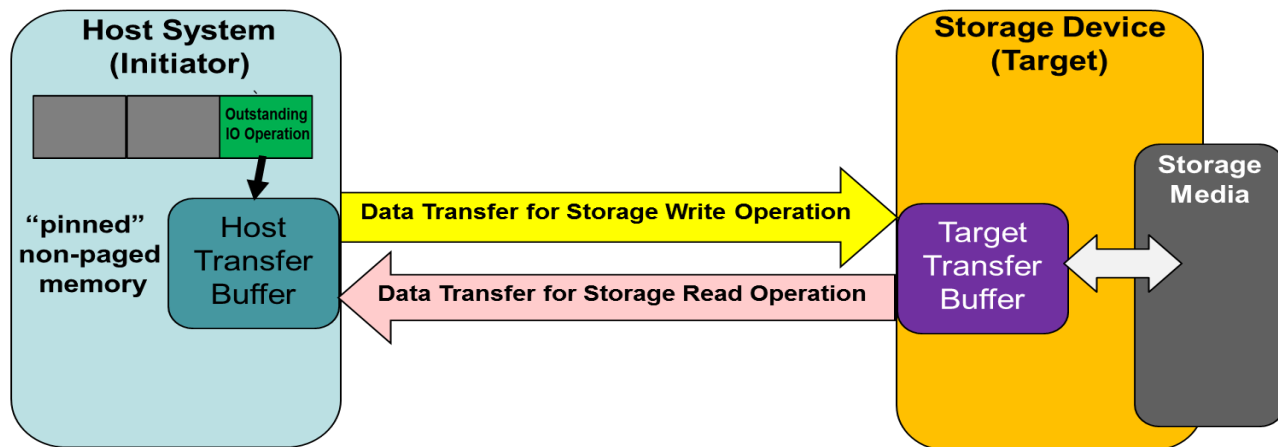 Host System
(Initiator)
Outstanding
IO Operation
“pinned”
non-paged
memory
Host
Transfer
Buffer
Data Transfer for Storage Write Operation
Data Transfer for Storage Read Operation
Storage Device
(Target)
Target
Transfer
Buffer
Storage
Media